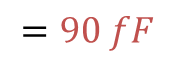 = 90 fF